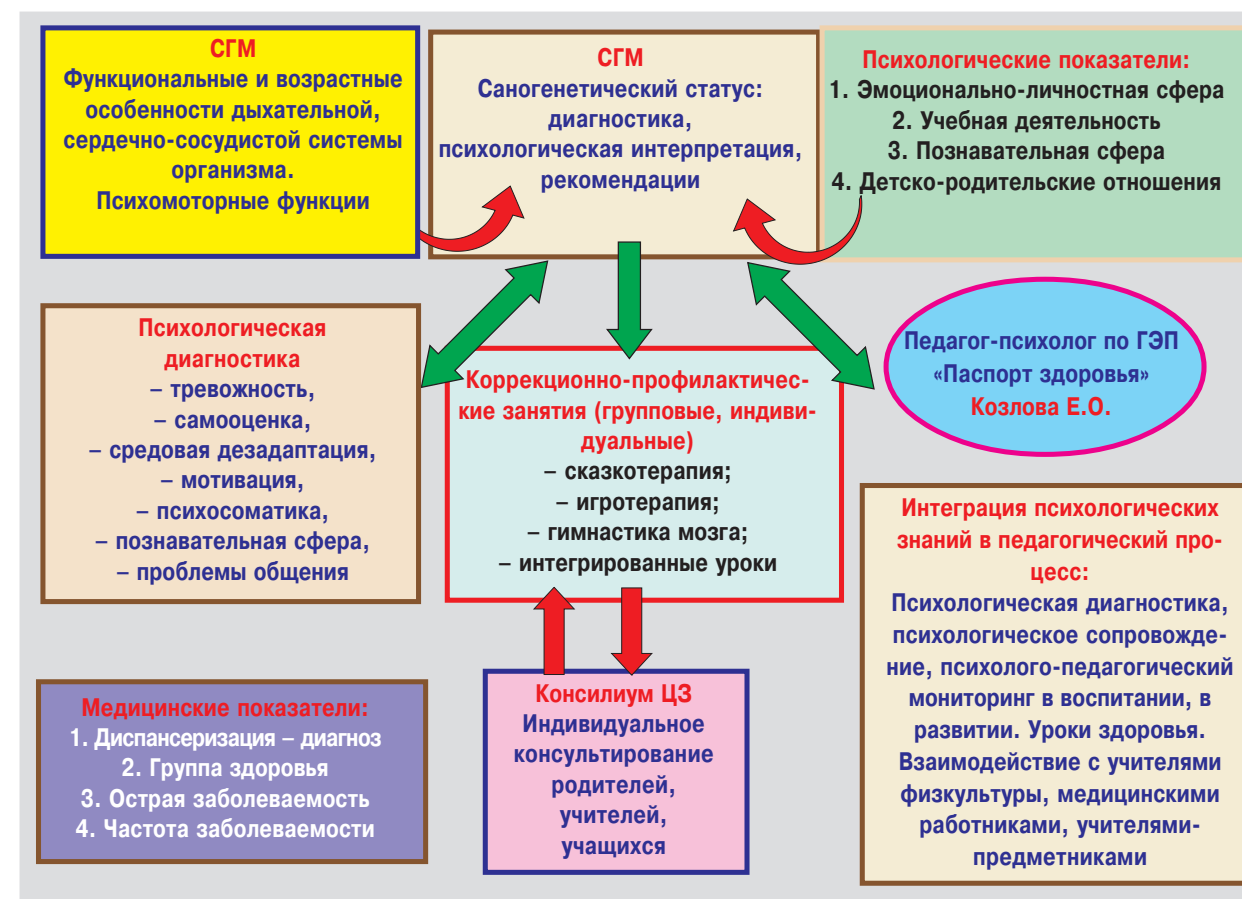 СГМ
Функциональные и возрастные
особенности дыхательной,
сердечно-сосудистой системы
организма.
Психомоторные функции
СГМ
Саногенетический статус:
диагностика,
психологическая интерпретация,
рекомендации
Психологические показатели:
1. Эмоционально-личностная сфера
2. Учебная деятельность
3. Познавательная сфера
4. Детско-родительские отношения
Психологическая
диагностика
– тревожность,
– самооценка,
– средовая дезадаптация,
– мотивация,
– психосоматика,
– познавательная сфера,
– проблемы общения
Коррекционно-профилактичес-
кие занятия (групповые, индиви-
дуальные)
– сказкотерапия;
– игротерапия;
– гимнастика мозга;
– интегрированные уроки
Педагог-психолог по ГЭП
«Паспорт здоровья»
Козлова Е.О.
Медицинские показатели:
1. Диспансеризация – диагноз
2. Группа здоровья
3. Острая заболеваемость
4. Частота заболеваемости
Консилиум ЦЗ
Индивидуальное
консультирование
родителей,
учителей,
учащихся
Интеграция психологических
знаний в педагогический про-
цесс:
Психологическая диагностика,
психологическое сопровожде-
ние, психолого-педагогический
мониторинг в воспитании, в
развитии. Уроки здоровья.
Взаимодействие с учителями
физкультуры, медицинскими
работниками, учителями-
предметниками